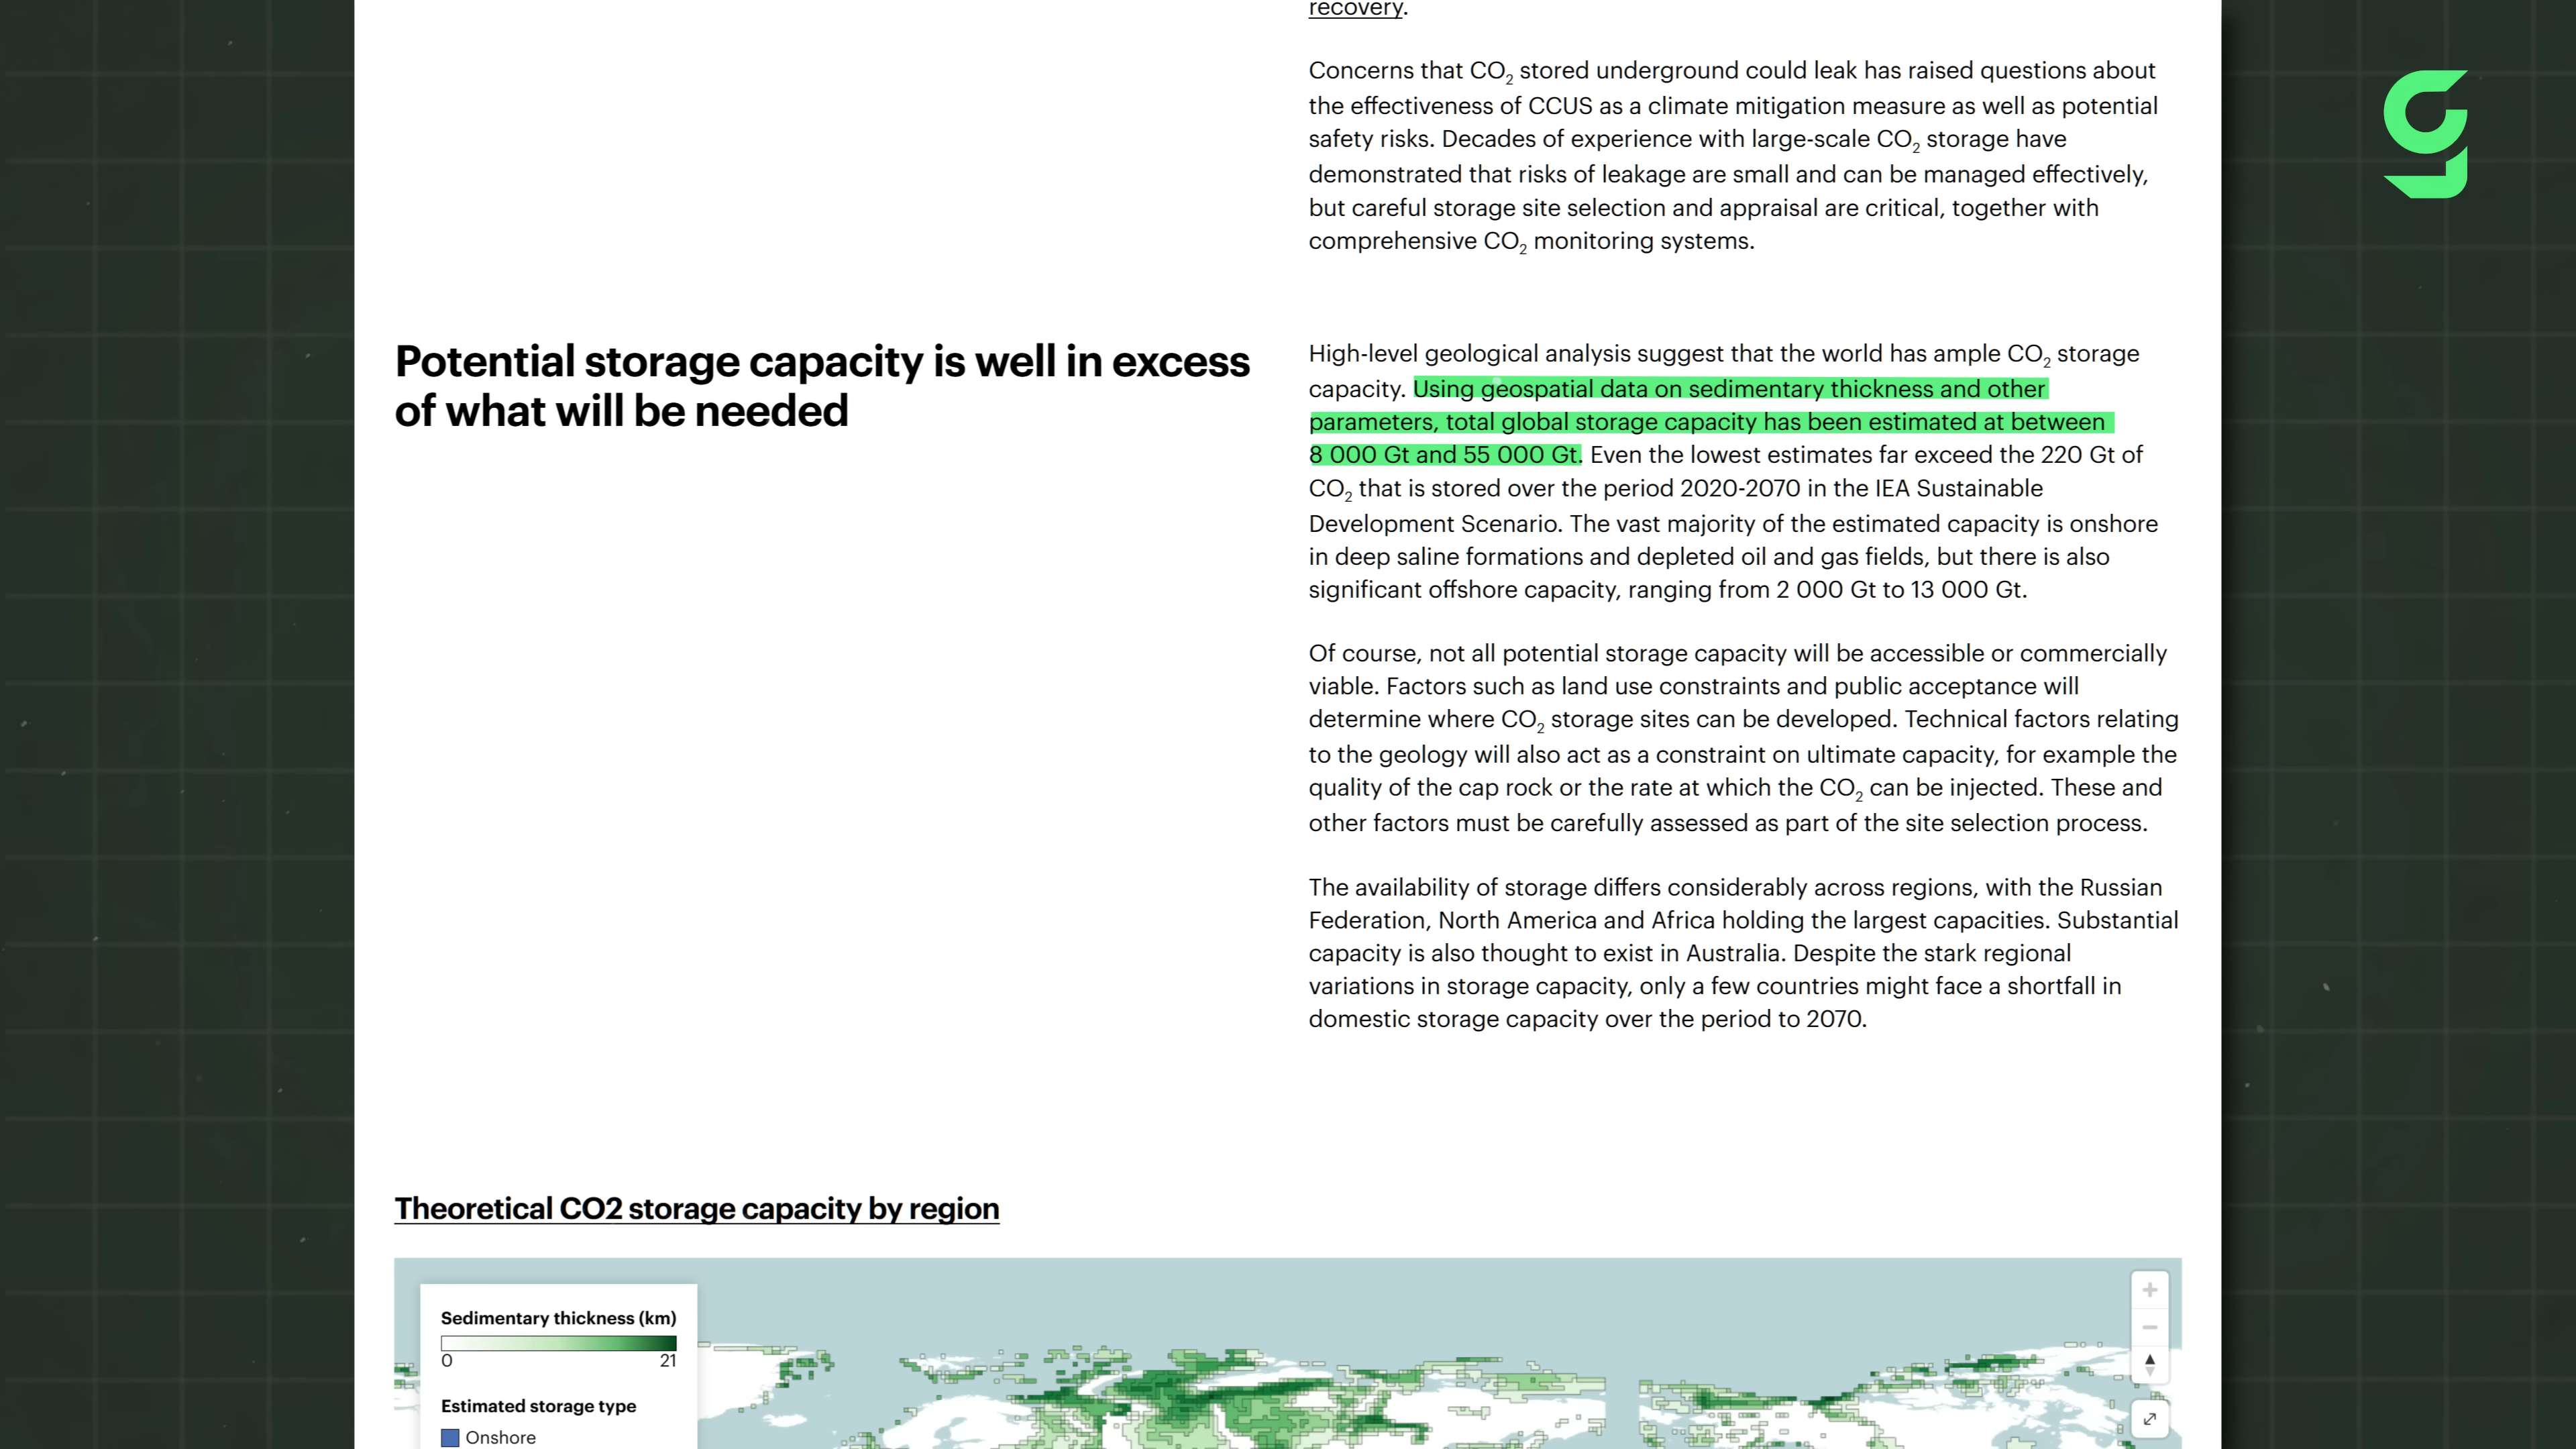 recovery.
Concerns that CO₂ stored underground could leak has raised questions about
the effectiveness of CCUS as a climate mitigation measure as well as potential
safety risks. Decades of experience with large-scale CO₂ storage have
demonstrated that risks of leakage are small and can be managed effectively,
but careful storage site selection and appraisal are critical, together with
comprehensive CO₂ monitoring systems.
Potential storage capacity is well in excess
of what will be needed
High-level geological analysis suggest that the world has ample CO₂ storage
capacity. Using geospatial data on sedimentary thickness and other
parameters, total global storage capacity has been estimated at between
8 000 Gt and 55 000 Gt. Even the lowest estimates far exceed the 220 Gt of
CO₂ that is stored over the period 2020-2070 in the IEA Sustainable
Development Scenario. The vast majority of the estimated capacity is onshore
in deep saline formations and depleted oil and gas fields, but there is also
significant offshore capacity, ranging from 2 000 Gt to 13 000 Gt.
Of course, not all potential storage capacity will be accessible or commercially
viable. Factors such as land use constraints and public acceptance will
determine where CO₂ storage sites can be developed. Technical factors relating
to the geology will also act as a constraint on ultimate capacity, for example the
quality of the cap rock or the rate at which the CO₂ can be injected. These and
other factors must be carefully assessed as part of the site selection process.
The availability of storage differs considerably across regions, with the Russian
Federation, North America and Africa holding the largest capacities. Substantial
capacity is also thought to exist in Australia. Despite the stark regional
variations in storage capacity, only a few countries might face a shortfall in
domestic storage capacity over the period to 2070.
Theoretical CO2 storage capacity by region
Sedimentary thickness (km)
0 21
Estimated storage type
Onshore